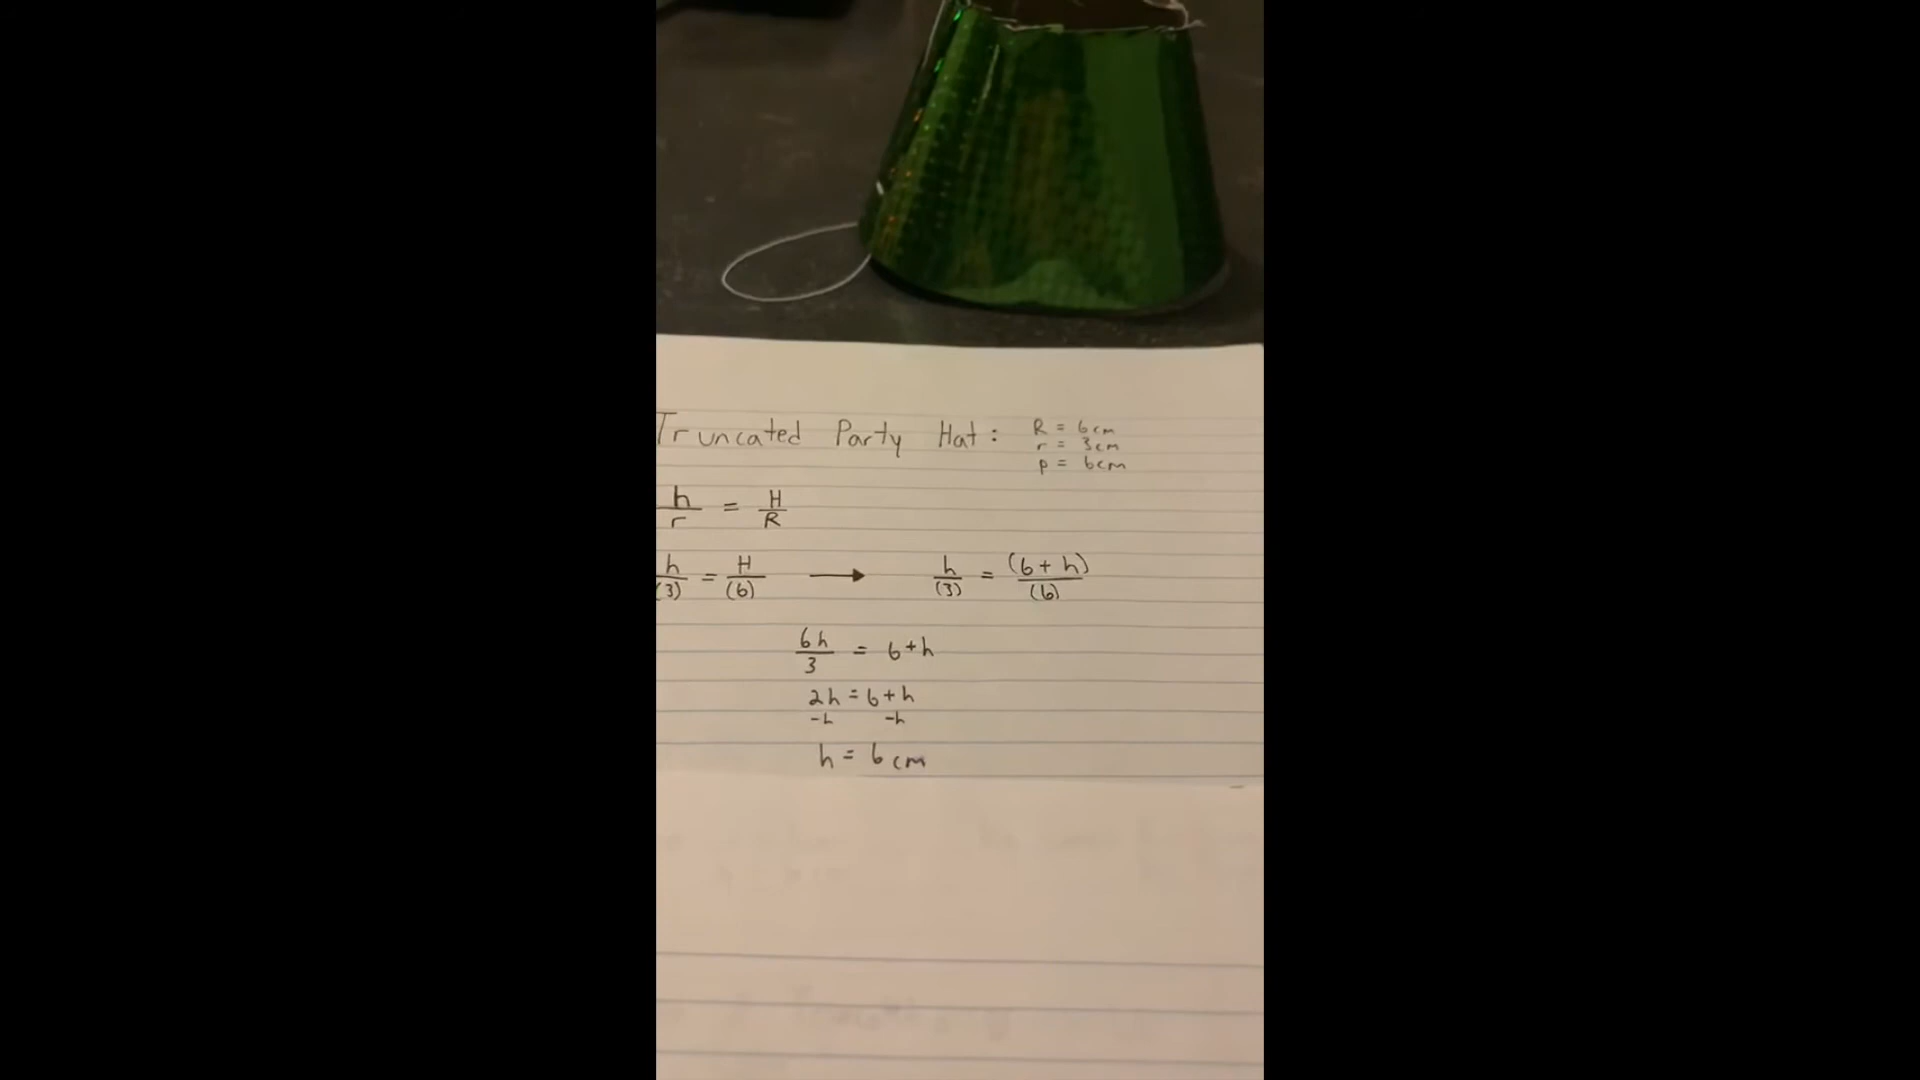 Truncated Party Hat:
R = 6cm
r = 3cm
p = 6cm
h/r = H/R
h/(3) = H/(6) → h/(3) = (6+h)/(6)
6h/3 = 6+h
2h = 6+h
-h -h
h = 6cm